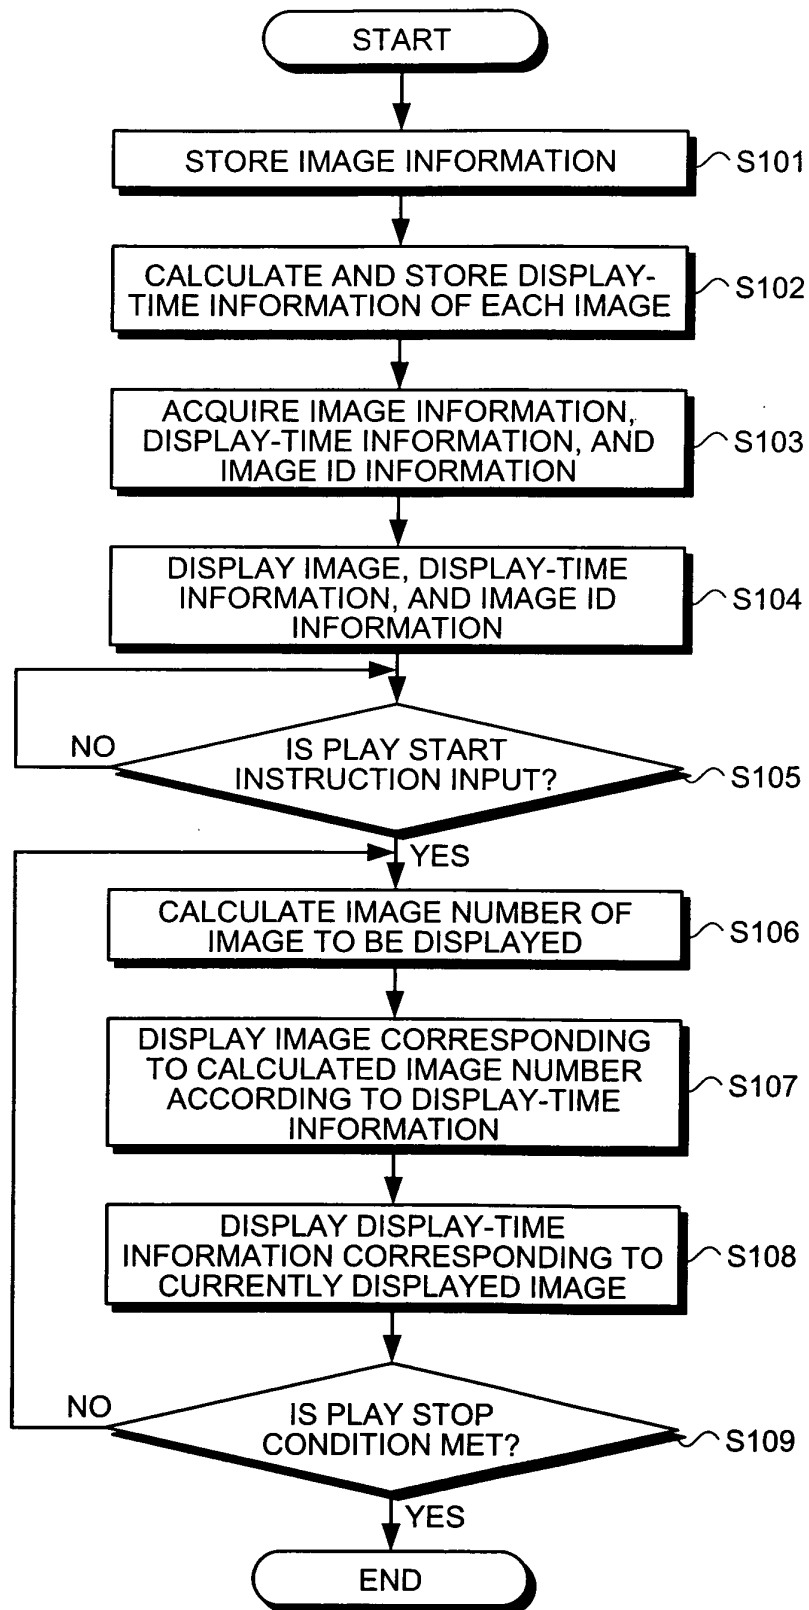 START
STORE IMAGE INFORMATION
S101
CALCULATE AND STORE DISPLAY-
TIME INFORMATION OF EACH IMAGE
S102
ACQUIRE IMAGE INFORMATION,
DISPLAY-TIME INFORMATION, AND
IMAGE ID INFORMATION
S103
DISPLAY IMAGE, DISPLAY-TIME
INFORMATION, AND IMAGE ID
INFORMATION
S104
NO
IS PLAY START
INSTRUCTION INPUT?
S105
YES
CALCULATE IMAGE NUMBER OF
IMAGE TO BE DISPLAYED
S106
DISPLAY IMAGE CORRESPONDING
TO CALCULATED IMAGE NUMBER
ACCORDING TO DISPLAY-TIME
INFORMATION
S107
DISPLAY DISPLAY-TIME
INFORMATION CORRESPONDING TO
CURRENTLY DISPLAYED IMAGE
S108
NO
IS PLAY STOP
CONDITION MET?
S109
YES
END